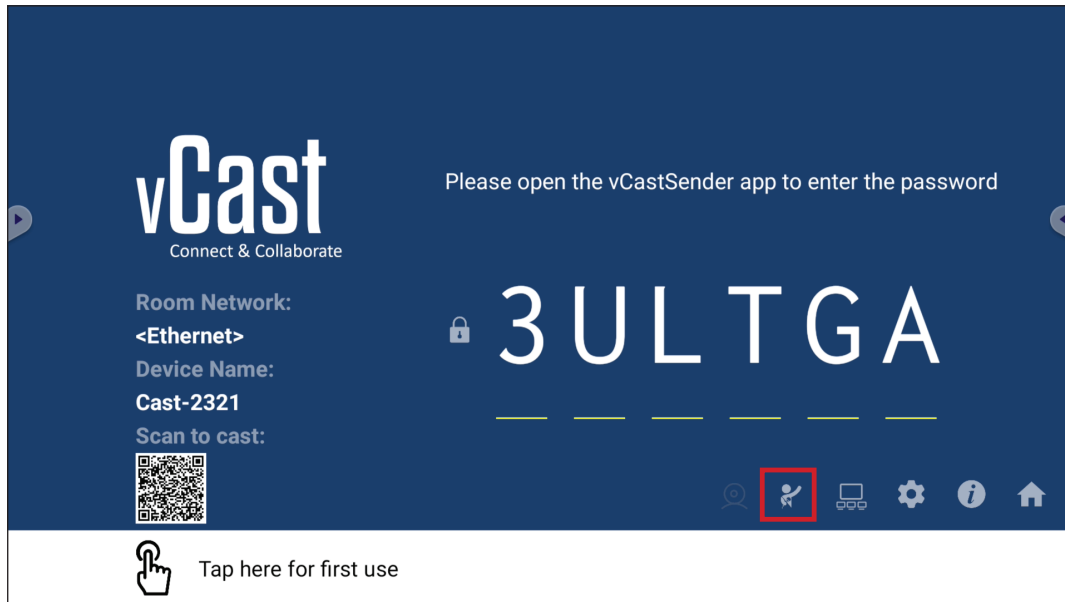 vCast
Connect & Collaborate
Please open the vCastSender app to enter the password
Room Network:
<Ethernet>
Device Name:
Cast-2321
Scan to cast:
3ULTGA
Tap here for first use